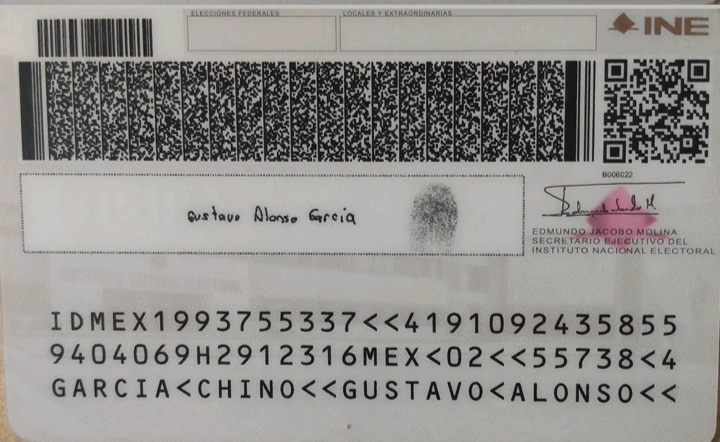 ELECCIONES FEDERALES
LOCALES Y EXTRAORDINARIAS
INE
B006022
Gustavo Alonso Garcia
EDMUNDO JACOBO MOLINA
SECRETARIO EJECUTIVO DEL
INSTITUTO NACIONAL ELECTORAL
IDMEX1993755337<<4191092435855
9404069H2912316MEX<02<<55738<4
GARCIA<CHINO<<GUSTAVO<ALONSO<<